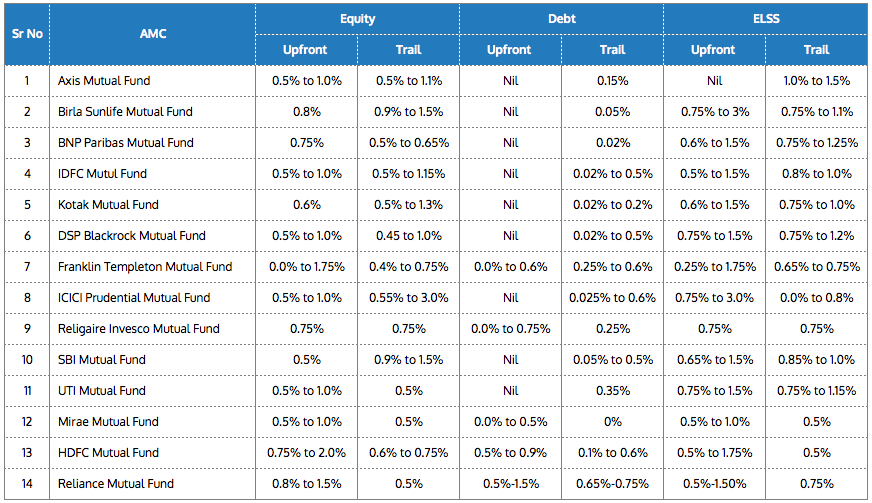 Sr No AMC Equity Debt ELSS
Upfront Trail Upfront Trail Upfront Trail
1 Axis Mutual Fund 0.5% to 1.0% 0.5% to 1.1% Nil 0.15% Nil 1.0% to 1.5%
2 Birla Sunlife Mutual Fund 0.8% 0.9% to 1.5% Nil 0.05% 0.75% to 3% 0.75% to 1.1%
3 BNP Paribas Mutual Fund 0.75% 0.5% to 0.65% Nil 0.02% 0.6% to 1.5% 0.75% to 1.25%
4 IDFC Mutul Fund 0.5% to 1.0% 0.5% to 1.15% Nil 0.02% to 0.5% 0.5% to 1.5% 0.8% to 1.0%
5 Kotak Mutual Fund 0.6% 0.5% to 1.3% Nil 0.02% to 0.2% 0.6% to 1.5% 0.75% to 1.0%
6 DSP Blackrock Mutual Fund 0.5% to 1.0% 0.45 to 1.0% Nil 0.02% to 0.5% 0.75% to 1.5% 0.75% to 1.2%
7 Franklin Templeton Mutual Fund 0.0% to 1.75% 0.4% to 0.75% 0.0% to 0.6% 0.25% to 0.6% 0.25% to 1.75% 0.65% to 0.75%
8 ICICI Prudential Mutual Fund 0.5% to 1.0% 0.55% to 3.0% Nil 0.025% to 0.6% 0.75% to 3.0% 0.0% to 0.8%
9 Religaire Invesco Mutual Fund 0.75% 0.75% 0.0% to 0.75% 0.25% 0.75% 0.75%
10 SBI Mutual Fund 0.5% 0.9% to 1.5% Nil 0.05% to 0.5% 0.65% to 1.5% 0.85% to 1.0%
11 UTI Mutual Fund 0.5% to 1.0% 0.5% Nil 0.35% 0.75% to 1.5% 0.75% to 1.15%
12 Mirae Mutual Fund 0.5% to 1.0% 0.5% 0.0% to 0.5% 0% 0.5% to 1.0% 0.5%
13 HDFC Mutual Fund 0.75% to 2.0% 0.6% to 0.75% 0.5% to 0.9% 0.1% to 0.6% 0.5% to 1.75% 0.5%
14 Reliance Mutual Fund 0.8% to 1.5% 0.5% 0.5%-1.5% 0.65%-0.75% 0.5%-1.50% 0.75%